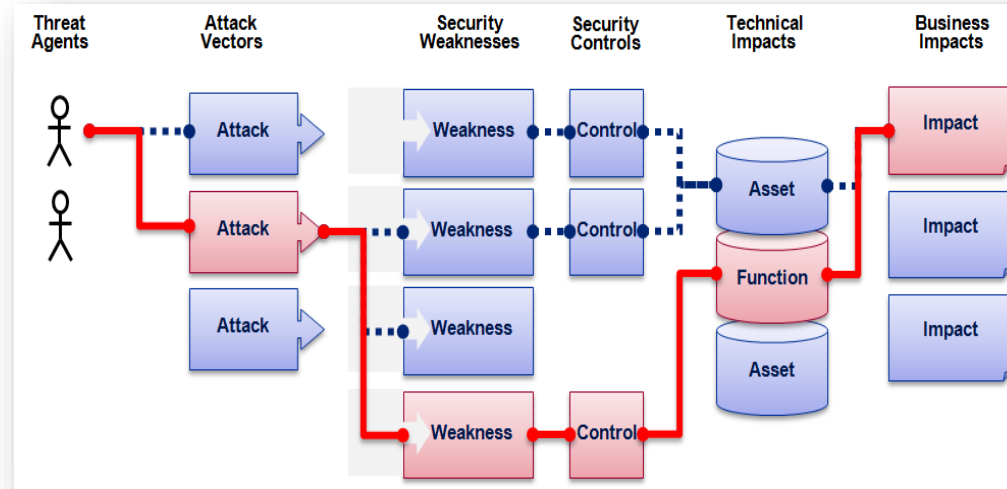 Threat
Agents
Attack
Vectors
Security
Weaknesses
Security
Controls
Technical
Impacts
Business
Impacts
Attack
Weakness
Control
Asset
Impact
Attack
Weakness
Control
Function
Impact
Attack
Weakness
Asset
Impact
Weakness
Control